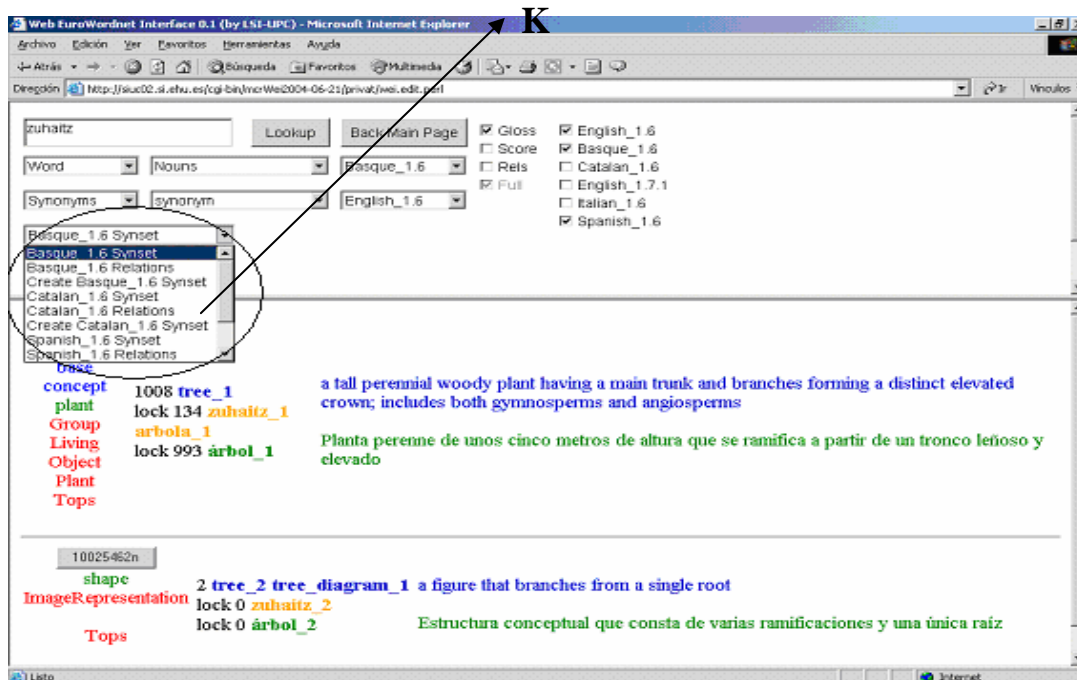 K
Web EuroWordnet Interface 0.1 (by LSI-UPC) - Microsoft Internet Explorer
Archivo Edición Ver Favoritos Herramientas Ayuda
Atrás Búsqueda Favoritos Multimedia
Dirección http://siuc02.si.ehu.es/cgi-bin/mcrWei2004-06-21/privat/wei.edit.perl Ir Vínculos
zuhaitz Lookup Back Main Page Gloss English_1.6
Score Basque_1.6
Word Nouns Basque_1.6 Rels Catalan_1.6
Full English_1.7.1
Synonyms synonym English_1.6 Italian_1.6
Spanish_1.6
Basque_1.6 Synset
Basque_1.6 Synset
Basque_1.6 Relations
Create Basque_1.6 Synset
Catalan_1.6 Synset
Catalan_1.6 Relations
Create Catalan_1.6 Synset
Spanish_1.6 Synset
Spanish_1.6 Relations
base
concept
plant
Group
Living
Object
Plant
Tops
1008 tree_1
lock 134 zuhaitz_1
arbola_1
lock 993 árbol_1
a tall perennial woody plant having a main trunk and branches forming a distinct elevated
crown; includes both gymnosperms and angiosperms
Planta perenne de unos cinco metros de altura que se ramifica a partir de un tronco leñoso y
elevado
10025462n
shape
ImageRepresentation
Tops
2 tree_2 tree_diagram_1 a figure that branches from a single root
lock 0 zuhaitz_2
lock 0 árbol_2 Estructura conceptual que consta de varias ramificaciones y una única raíz
Listo Internet